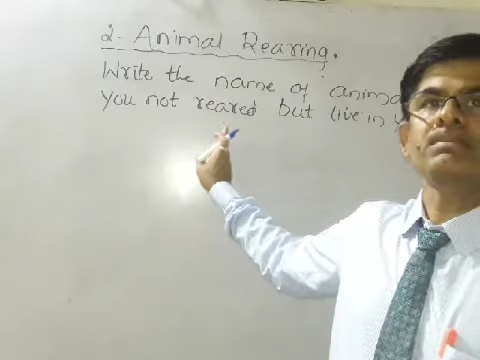 2. Animal Rearing.
Write the name of
you not reared but live in